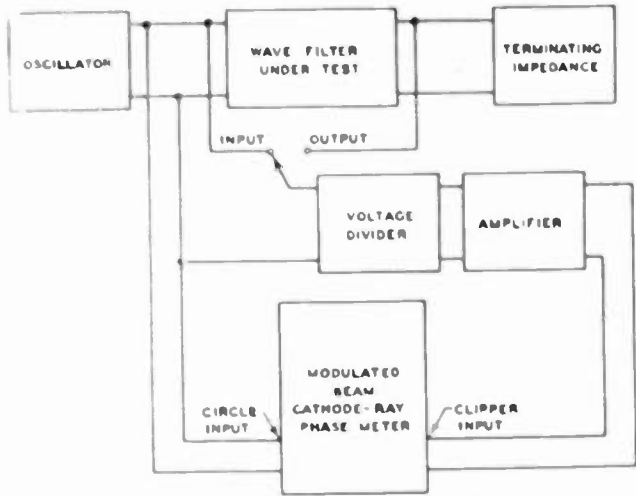 OSCILLATOR
WAVE FILTER
UNDER TEST
TERMINATING
IMPEDANCE
INPUT
OUTPUT
VOLTAGE
DIVIDER
AMPLIFIER
MODULATED
BEAM
CATHODE-RAY
PHASE METER
CIRCLE
INPUT
CLIPPER
INPUT